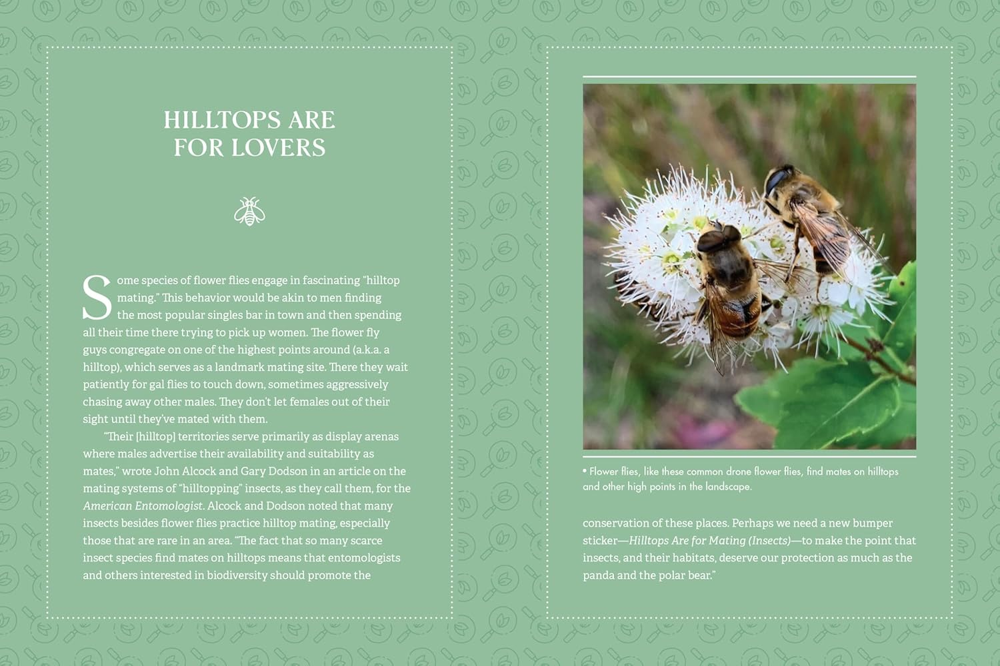 HILLTOPS ARE
FOR LOVERS
Some species of flower flies engage in fascinating “hilltop
mating.” This behavior would be akin to men finding
the most popular singles bar in town and then spending
all their time there trying to pick up women. The flower fly
guys congregate on one of the highest points around (a.k.a. a
hilltop), which serves as a landmark mating site. There they wait
patiently for gal flies to touch down, sometimes aggressively
chasing away other males. They don’t let females out of their
sight until they’ve mated with them.
“Their [hilltop] territories serve primarily as display arenas
where males advertise their availability and suitability as
mates,” wrote John Alcock and Gary Dodson in an article on the
mating systems of “hilltopping” insects, as they call them, for the
American Entomologist. Alcock and Dodson noted that many
insects besides flower flies practice hilltop mating, especially
those that are rare in an area. “The fact that so many scarce
insect species find mates on hilltops means that entomologists
and others interested in biodiversity should promote the
• Flower flies, like these common drone flower flies, find mates on hilltops
and other high points in the landscape.
conservation of these places. Perhaps we need a new bumper
sticker—Hilltops Are for Mating (Insects)—to make the point that
insects, and their habitats, deserve our protection as much as the
panda and the polar bear.”